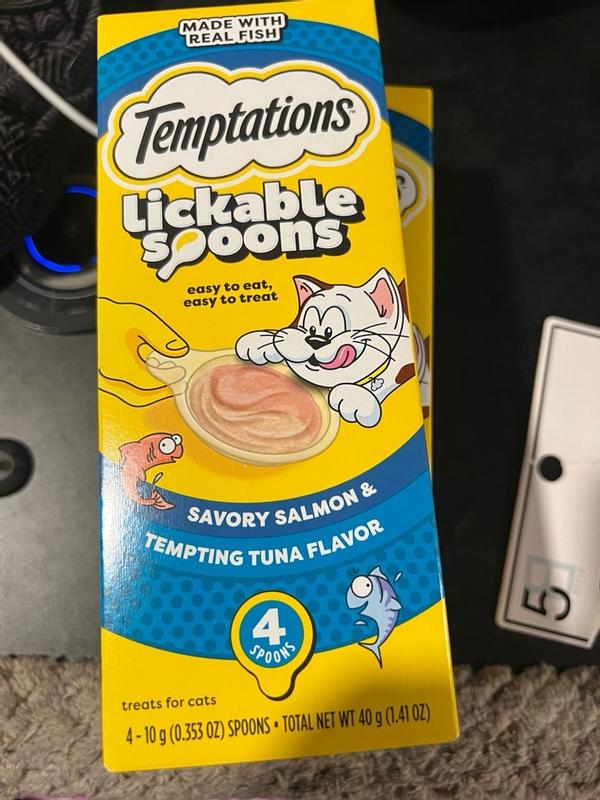 MADE WITH
REAL FISH
Temptations™
lickable
spoons
easy to eat,
easy to treat
SAVORY SALMON &
TEMPTING TUNA FLAVOR
4
SPOONS
treats for cats
4 - 10 g (0.353 OZ) SPOONS • TOTAL NET WT 40 g (1.41 OZ)
5